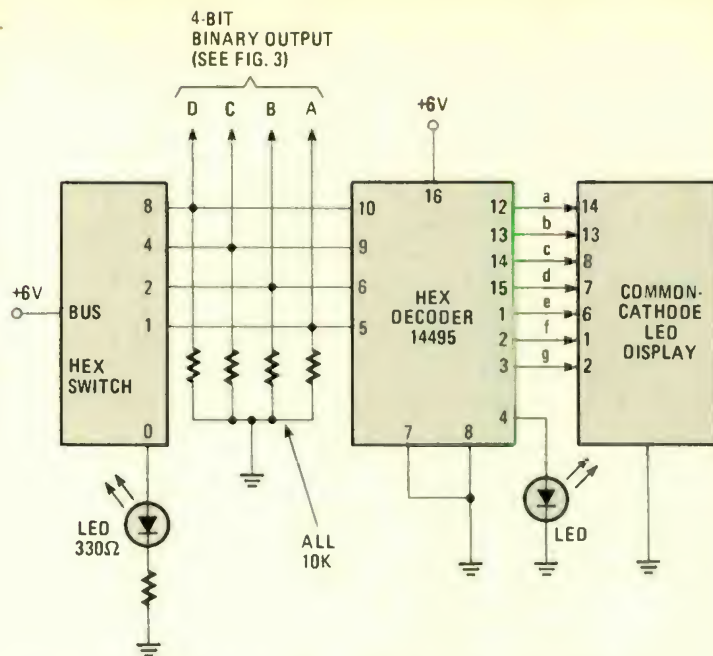 4-BIT
BINARY OUTPUT
(SEE FIG. 3)
D C B A
+6V
+6V
BUS
HEX
SWITCH
8
4
2
1
0
10
9
6
5
16
HEX
DECODER
14495
7 8
12
13
14
15
1
2
3
4
a
b
c
d
e
f
g
14
13
8
7
6
1
2
COMMON-
CATHODE
LED
DISPLAY
LED
330Ω
ALL
10K
LED